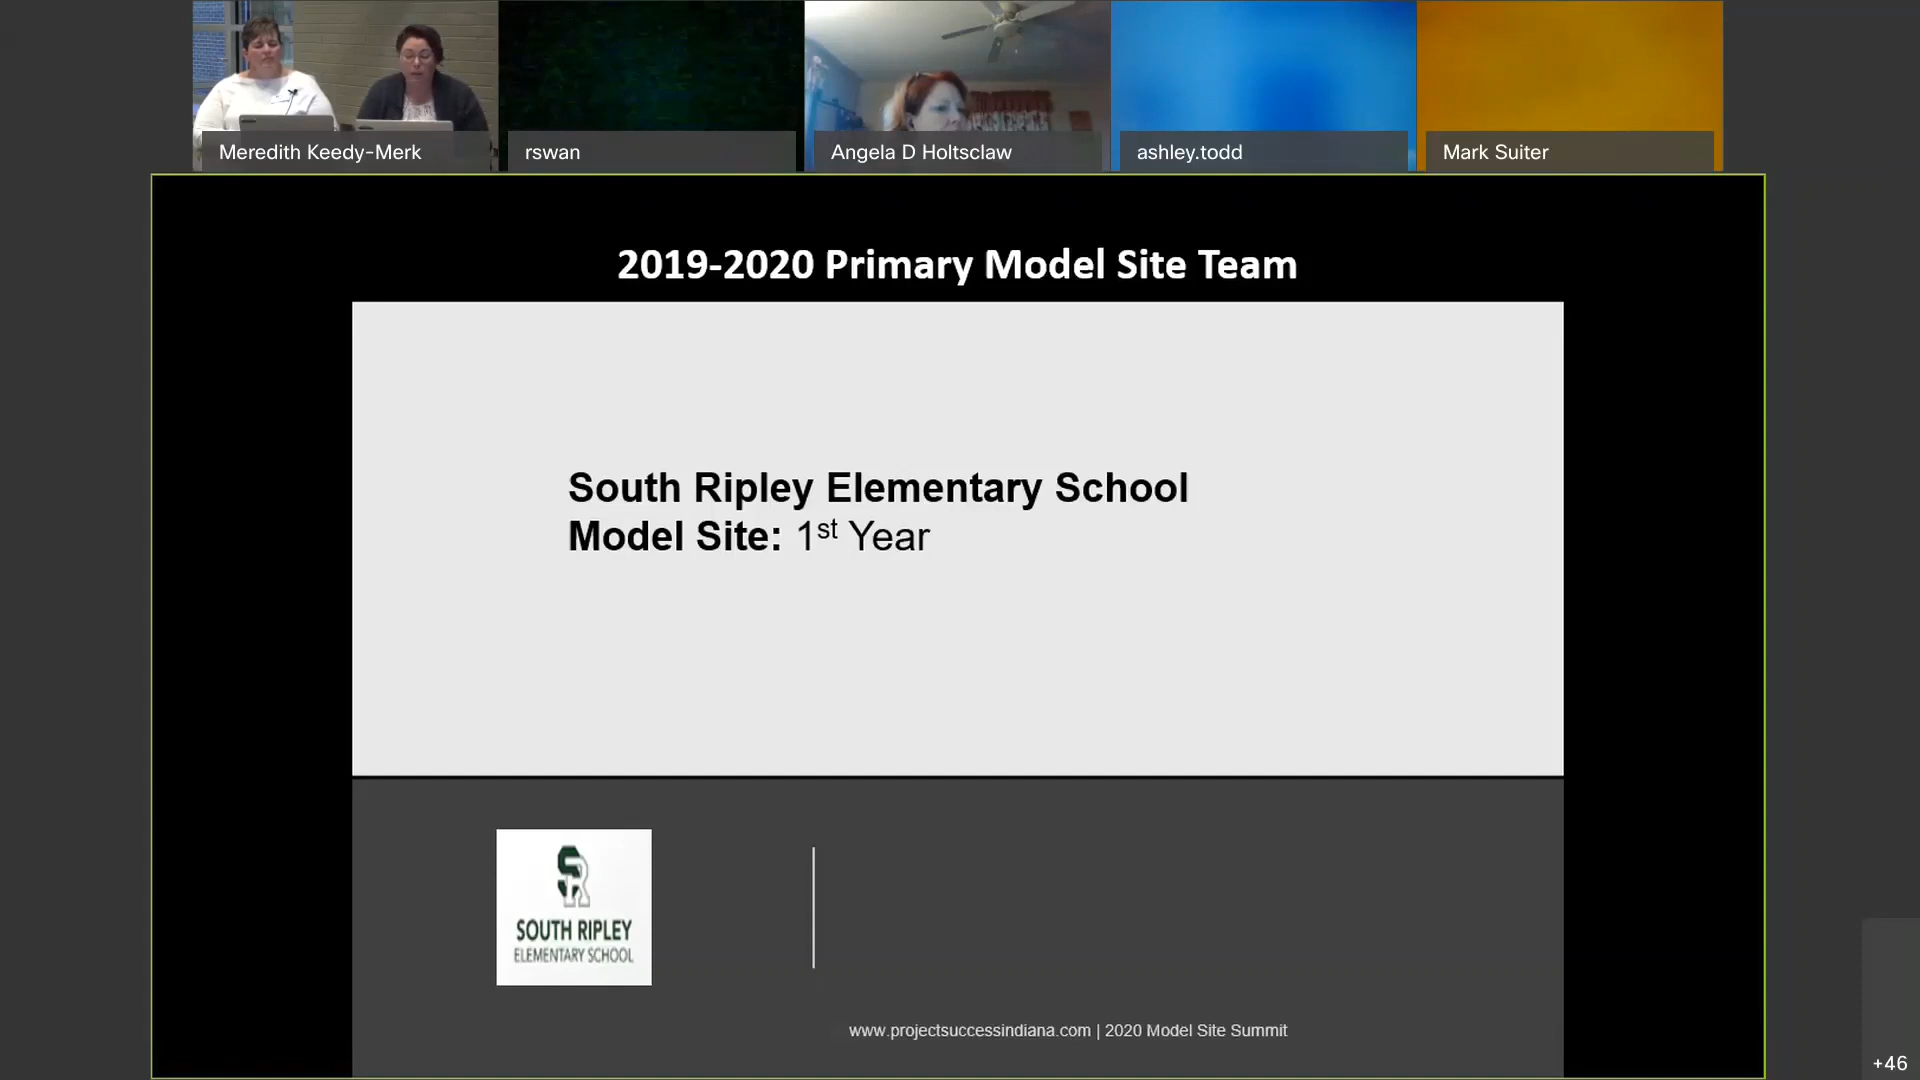 Meredith Keedy-Merk
rswan
Angela D Holtsclaw
ashley.todd
Mark Suiter
2019-2020 Primary Model Site Team
South Ripley Elementary School
Model Site: 1st Year
SR
SOUTH RIPLEY
ELEMENTARY SCHOOL
www.projectsuccessindiana.com | 2020 Model Site Summit
+46